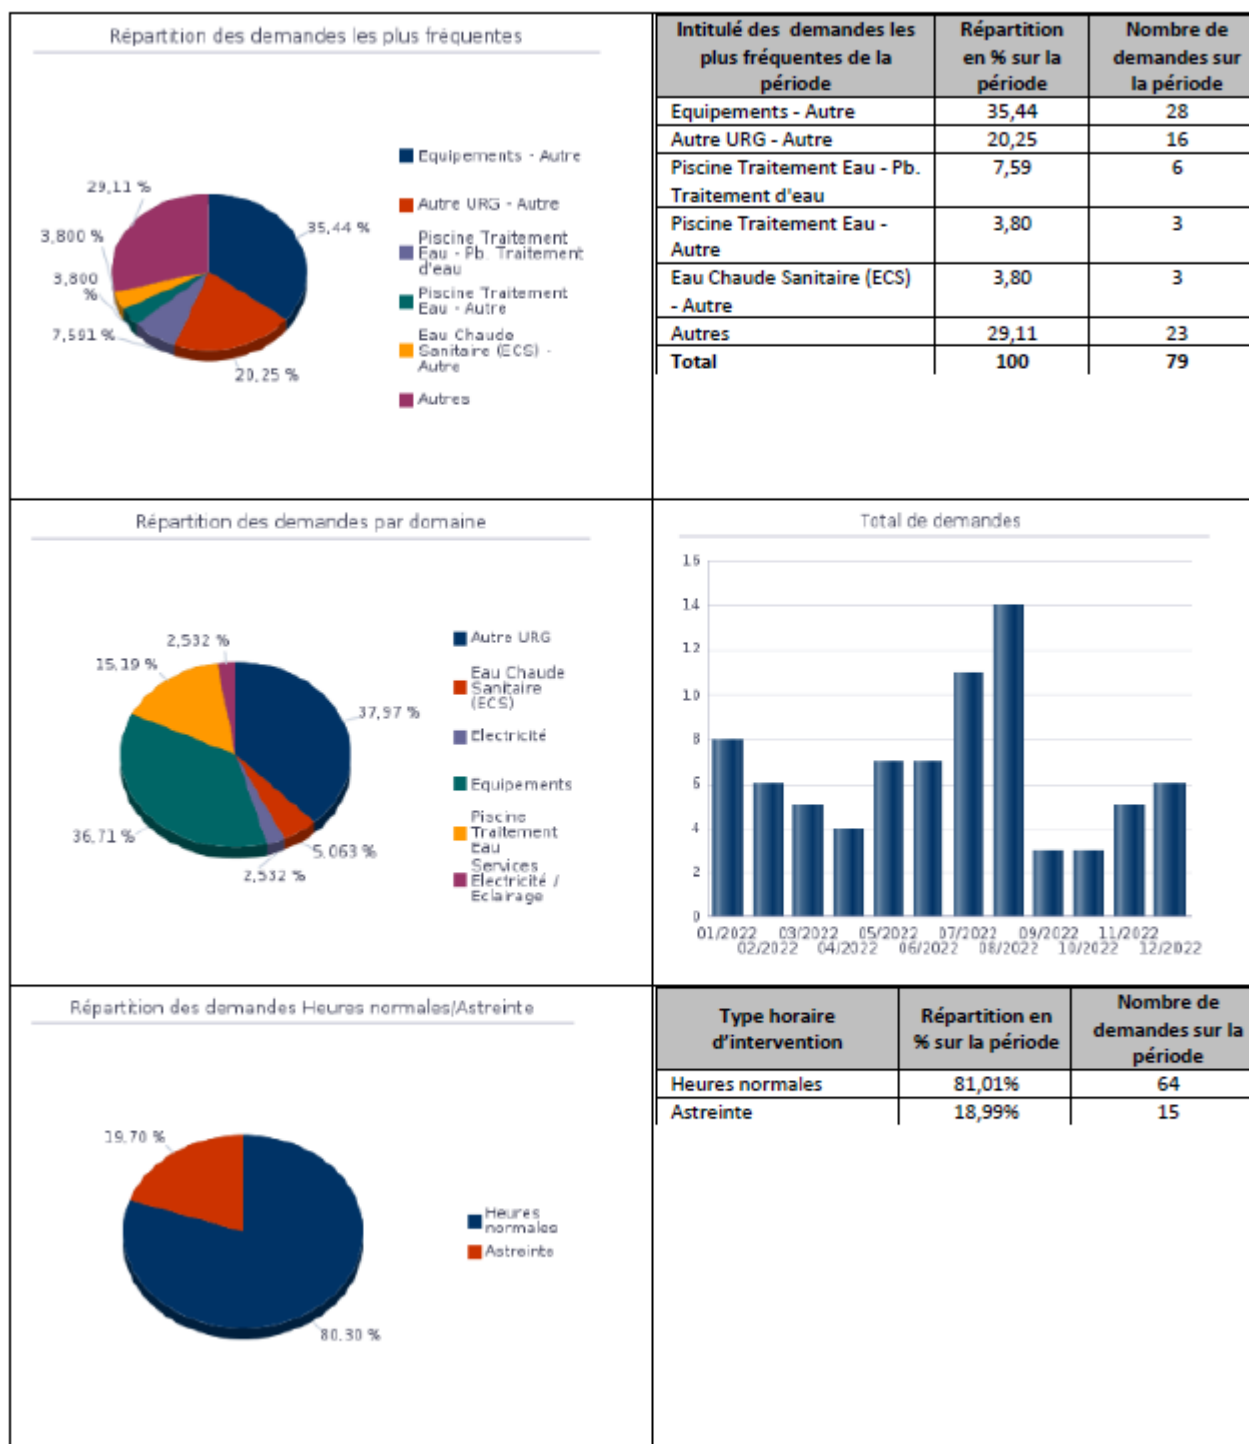 Répartition des demandes les plus fréquentes
29,11 %
3,800 %
3,800
%
7,591 %
20,25 %
35,44 %
Equipements - Autre
Autre URG - Autre
Piscine Traitement
Eau - Pb. Traitement
d'eau
Piscine Traitement
Eau - Autre
Eau Chaude
Sanitaire (ECS) -
Autre
Autres
Intitulé des demandes les
plus fréquentes de la
période
Répartition
en % sur la
période
Nombre de
demandes sur
la période
Equipements - Autre 35,44 28
Autre URG - Autre 20,25 16
Piscine Traitement Eau - Pb. 7,59 6
Traitement d'eau
Piscine Traitement Eau - 3,80 3
Autre
Eau Chaude Sanitaire (ECS) 3,80 3
- Autre
Autres 29,11 23
Total 100 79
Répartition des demandes par domaine
2,532 %
15,19 %
37,97 %
36,71 %
5,063 %
2,532 %
Autre URG
Eau Chaude
Sanitaire
(ECS)
Electricité
Equipements
Piscine
Traitement
Eau
Services
Electricité /
Eclairage
Total de demandes
16
14
12
10
8
6
4
2
0
01/2022 03/2022 05/2022 07/2022 09/2022 11/2022
02/2022 04/2022 06/2022 08/2022 10/2022 12/2022
Répartition des demandes Heures normales/Astreinte
19,70 %
80,30 %
Heures
normales
Astreinte
Type horaire
d'intervention
Répartition en
% sur la période
Nombre de
demandes sur la
période
Heures normales 81,01% 64
Astreinte 18,99% 15